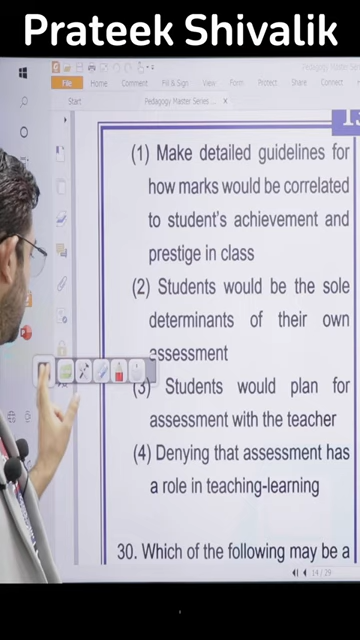 Prateek Shivalik
File Home Comment Fill & Sign View Form Protect Share Connect
Start Pedagogy Master Series ... ×
(1) Make detailed guidelines for
how marks would be correlated
to student's achievement and
prestige in class
(2) Students would be the sole
determinants of their own
assessment
(3) Students would plan for
assessment with the teacher
(4) Denying that assessment has
a role in teaching-learning
30. Which of the following may be a
14 / 29